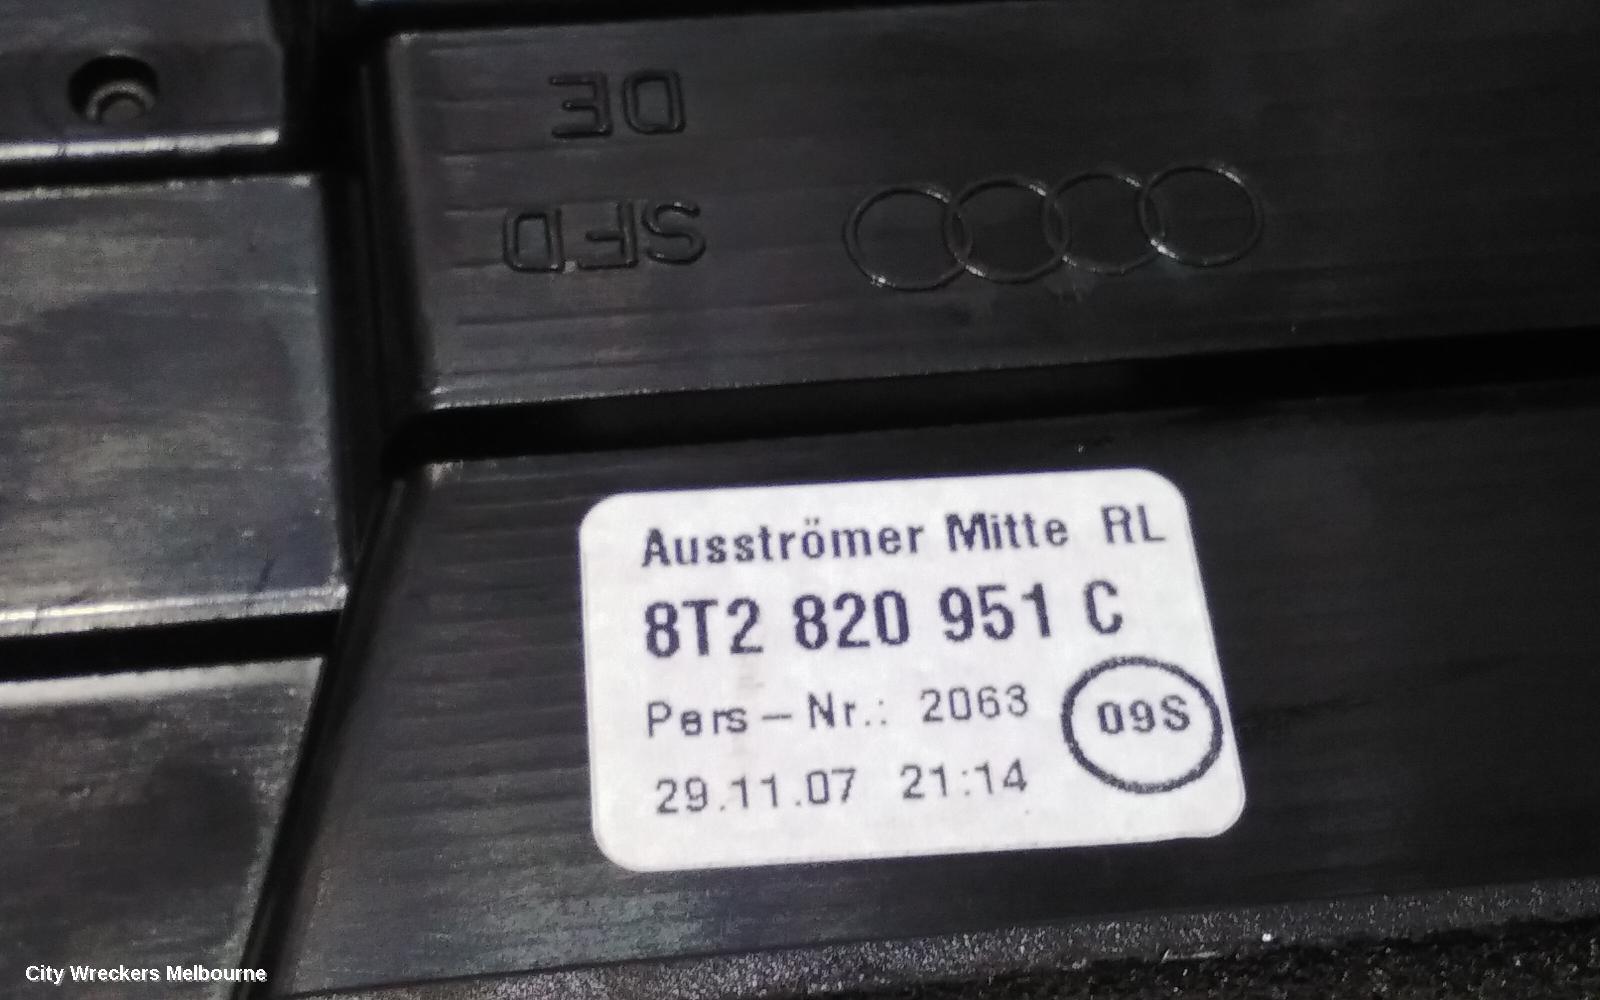 DE
SFD
Ausströmer Mitte RL
8T2 820 951 C
Pers-Nr.: 2063
09S
29.11.07 21:14
City Wreckers Melbourne